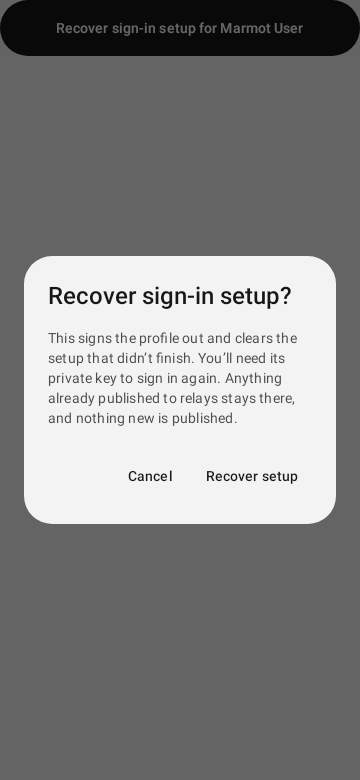 Recover sign-in setup for Marmot User
Recover sign-in setup?
This signs the profile out and clears the
setup that didn’t finish. You’ll need its
private key to sign in again. Anything
already published to relays stays there,
and nothing new is published.
Cancel
Recover setup